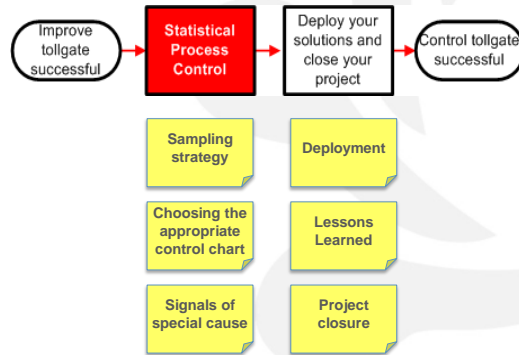 Improve
tollgate
successful
Statistical
Process
Control
Deploy your
solutions and
close your
project
Control tollgate
successful
Sampling
strategy
Deployment
Choosing the
appropriate
control chart
Lessons
Learned
Signals of
special cause
Project
closure